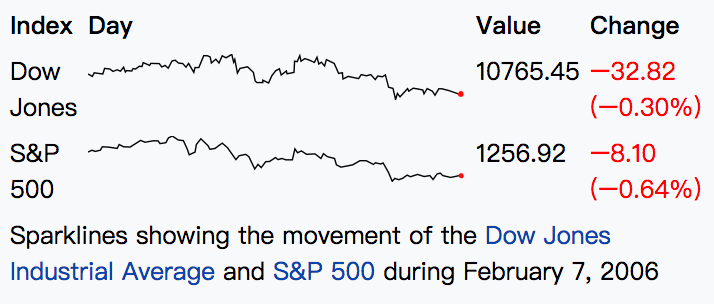 Index Day Value Change
Dow 10765.45 −32.82
Jones (−0.30%)
S&P 1256.92 −8.10
500 (−0.64%)
Sparklines showing the movement of the Dow Jones
Industrial Average and S&P 500 during February 7, 2006